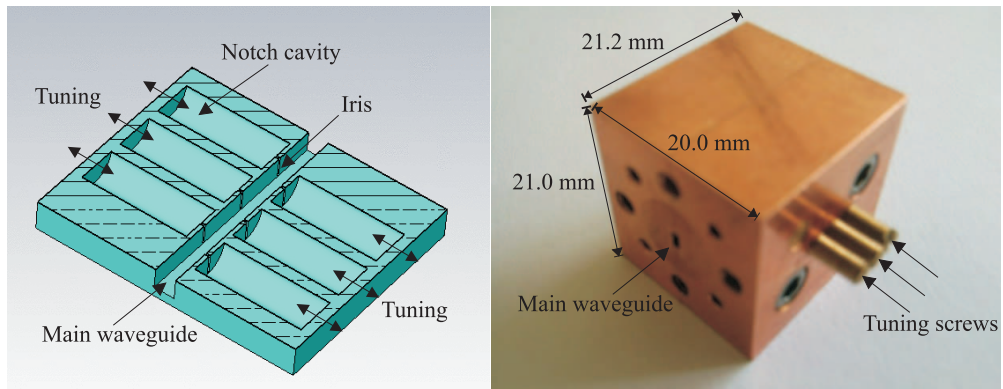 Notch cavity
Tuning
Iris
Main waveguide
Tuning
21.2 mm
20.0 mm
21.0 mm
Main waveguide
Tuning screws